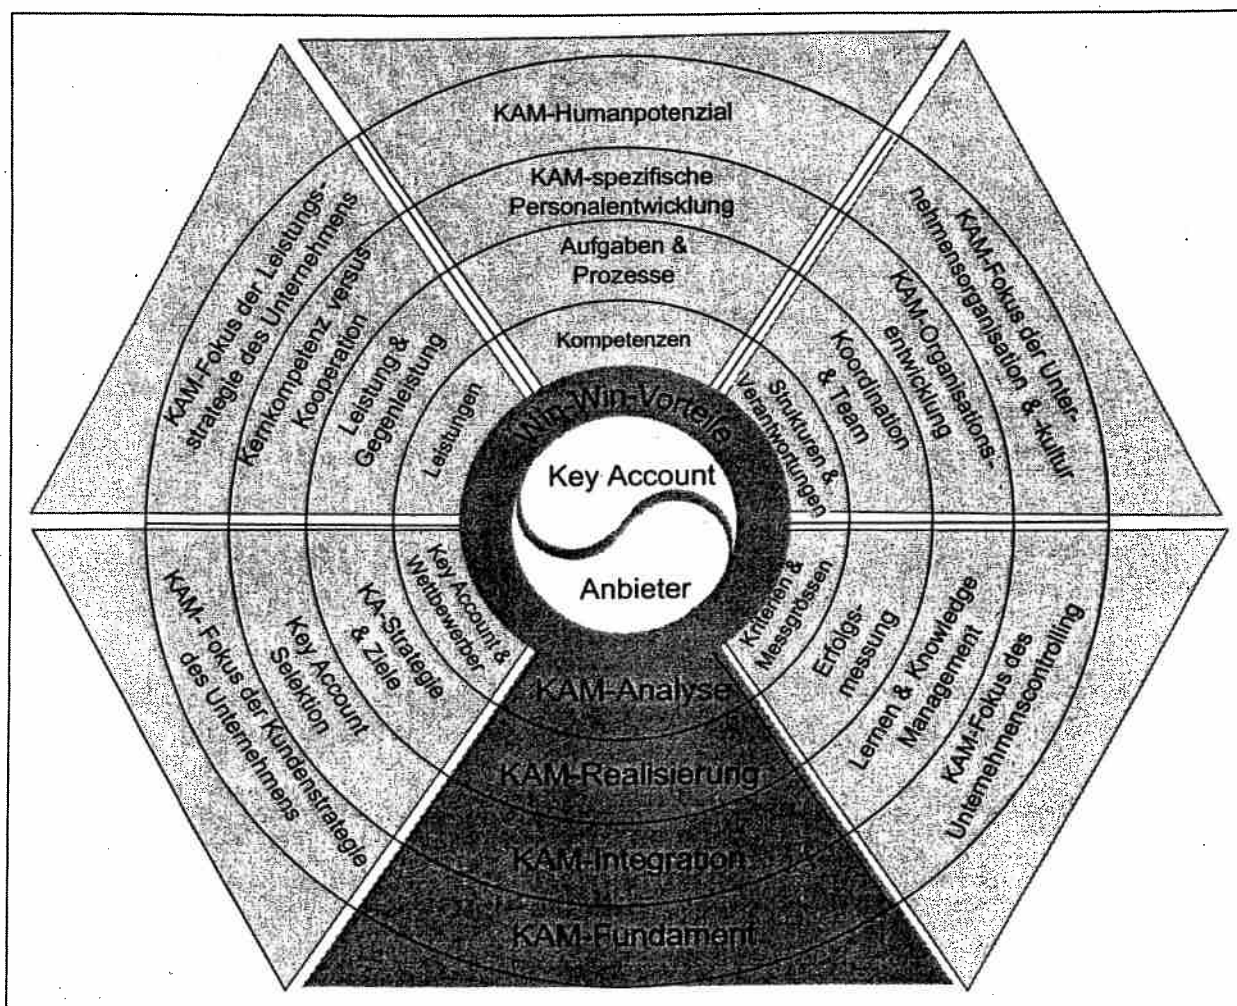 KAM-Humanpotenzial
KAM-spezifische
Personalentwicklung
Aufgaben &
Prozesse
Kompetenzen
KAM-Fokus der Leistungs-
strategie des Unternehmens
Kernkompetenz versus
Kooperation
Leistung &
Gegenleistung
Leistungen
KAM-Fokus der Unter-
nehmensorganisation & -kultur
KAM-Organisations-
entwicklung
Koordination
& Team
Strukturen &
Verantwortungen
Win-Win-Vorteile
Key Account
Anbieter
KAM- Fokus der Kundenstrategie
des Unternehmens
Key Account
Selektion
KA-Strategie
& Ziele
Key Account &
Wettbewerber
Kriterien &
Messgrössen
Erfolgs-
messung
Lernen & Knowledge
Management
KAM-Fokus des
Unternehmenscontrolling
KAM-Analyse
KAM-Realisierung
KAM-Integration
KAM-Fundament